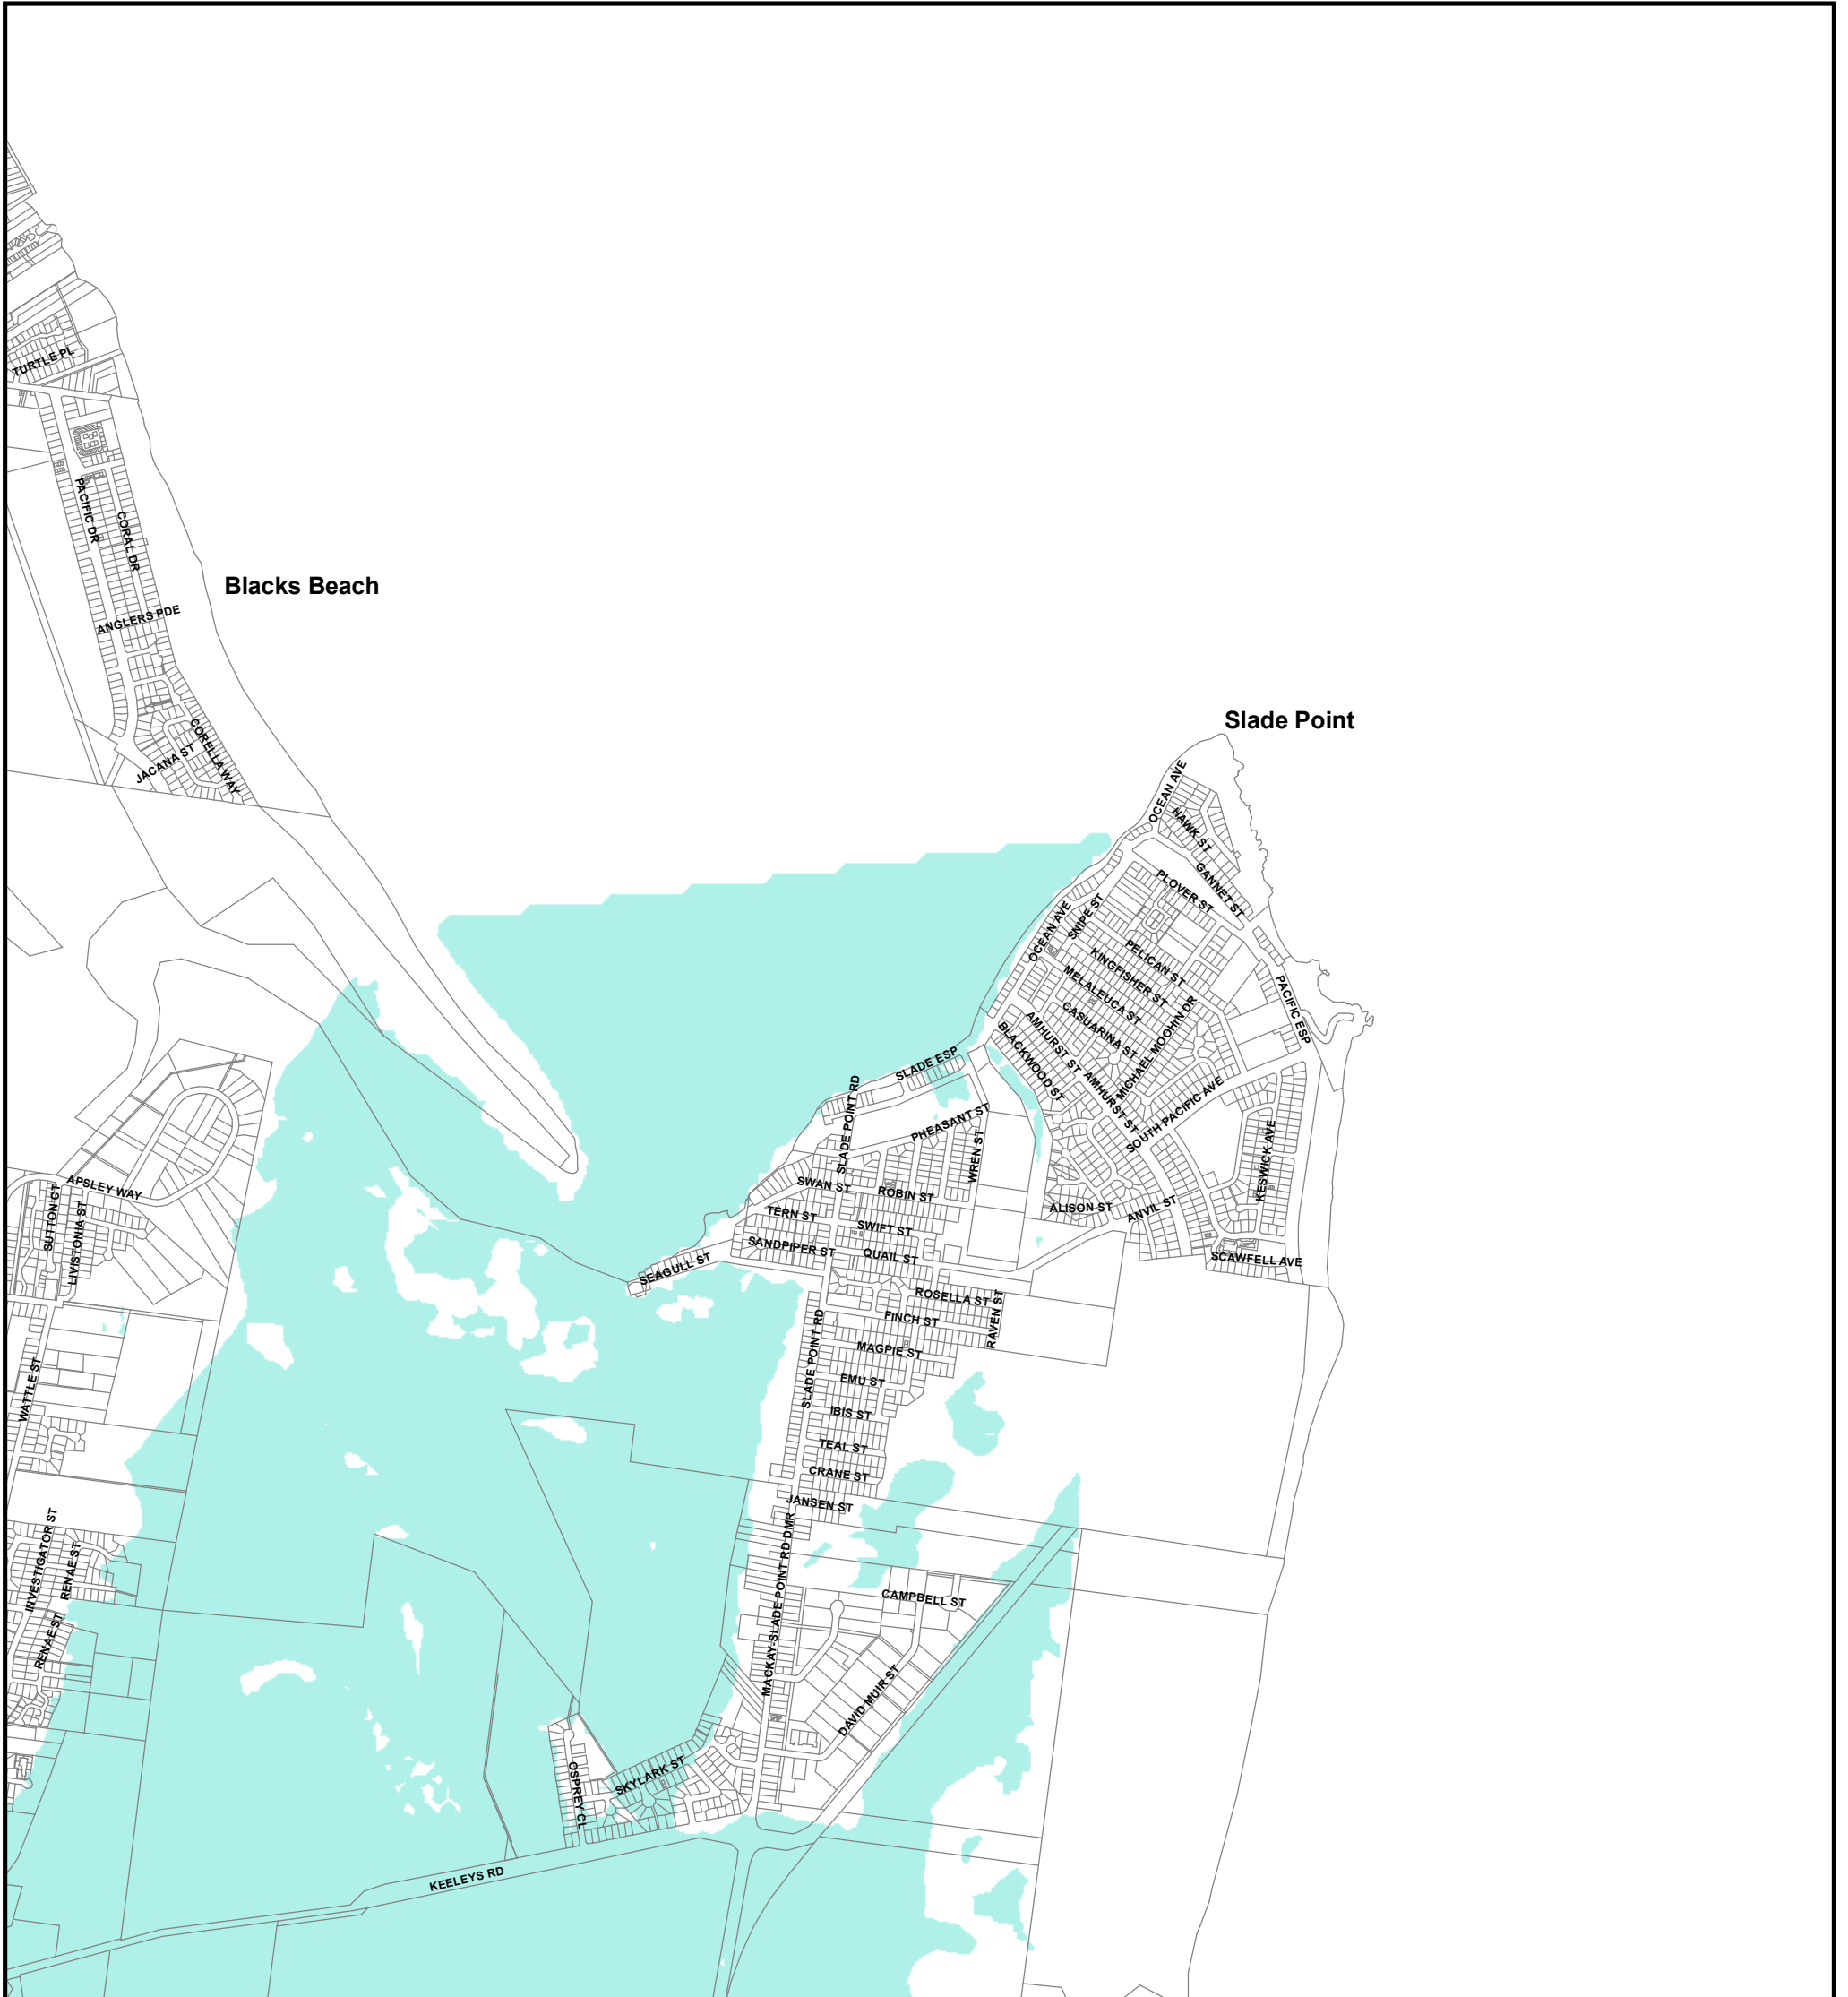 TURTLE PL
PACIFIC DR
CORAL DR
Blacks Beach
ANGLERS PDE
CORELLA WAY
JACANA ST
Slade Point
OCEAN AVE
HAWK ST
GANNET ST
PLOVER ST
SNIPE ST
OCEAN AVE
PELICAN ST
KINGFISHER ST
MELALEUCA ST
CASUARINA ST
MICHAEL MOOHIN DR
PACIFIC ESP
AMHURST ST
BLACKWOOD ST
AMHURST ST
SOUTH PACIFIC AVE
SLADE ESP
SLADE POINT RD
PHEASANT ST
WREN ST
KESWICK AVE
APSLEY WAY
SUTTON CT
LIVISTONIA ST
SWAN ST
ROBIN ST
ALISON ST
ANVIL ST
TERN ST
SWIFT ST
SANDPIPER ST
QUAIL ST
SCAWFELL AVE
SEAGULL ST
ROSELLA ST
RAVEN ST
FINCH ST
SLADE POINT RD
MAGPIE ST
EMU ST
WATTLE ST
IBIS ST
TEAL ST
CRANE ST
JANSEN ST
INVESTIGATOR ST
RENAE ST
MACKAY-SLADE POINT RD DMR
CAMPBELL ST
RENAE ST
DAVID MUIR ST
SKYLARK ST
OSPREY CL
KEELEYS RD